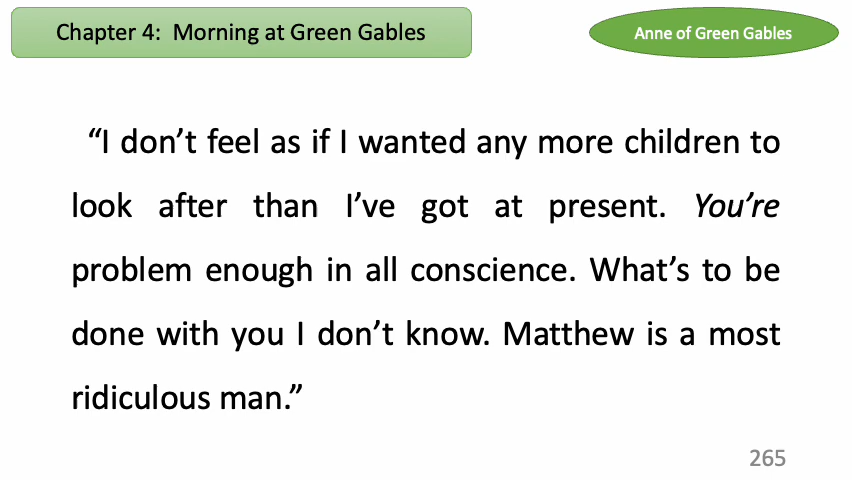 Chapter 4:  Morning at Green Gables
Anne of Green Gables
“I don’t feel as if I wanted any more children to
look after than I’ve got at present. You’re
problem enough in all conscience. What’s to be
done with you I don’t know. Matthew is a most
ridiculous man.”
265